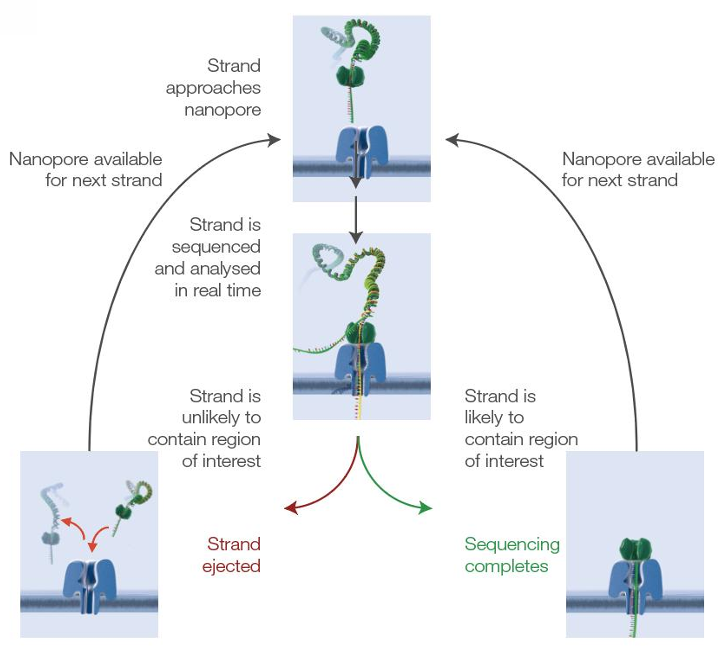 Strand
approaches
nanopore
Nanopore available
for next strand
Nanopore available
for next strand
Strand is
sequenced
and analysed
in real time
Strand is
unlikely to
contain region
of interest
Strand is
likely to
contain region
of interest
Strand
ejected
Sequencing
completes